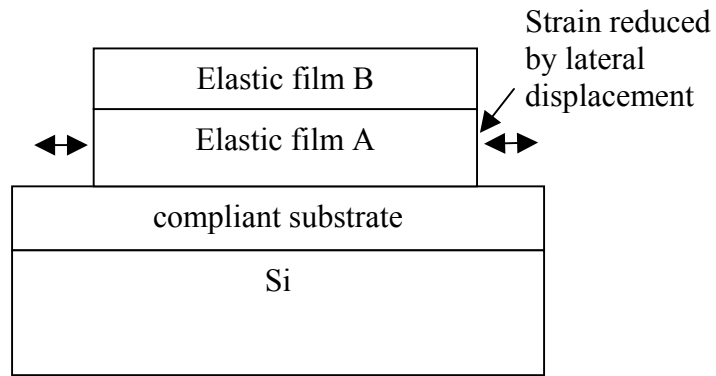 Strain reduced
by lateral
displacement
Elastic film B
Elastic film A
compliant substrate
Si